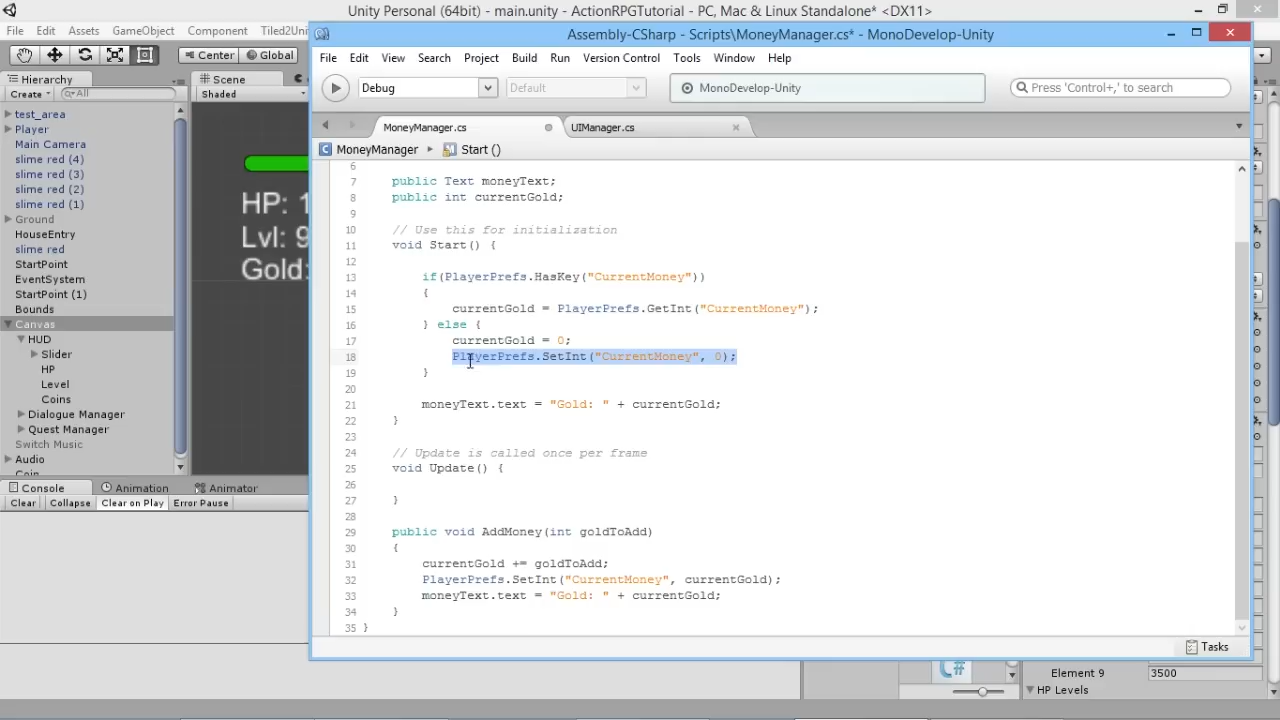 Unity Personal (64bit) - main.unity - ActionRPGTutorial - PC, Mac & Linux Standalone* <DX11>
File Edit Assets GameObject Component
Center Global
Hierarchy
Create
All
test_area
Player
Main Camera
slime red (4)
slime red (3)
slime red (2)
slime red (1)
Ground
HouseEntry
slime red
StartPoint
EventSystem
StartPoint (1)
Bounds
Canvas
HUD
Slider
HP
Level
Coins
Dialogue Manager
Quest Manager
Switch Music
Audio
Coin
Scene
Shaded
HP:
Lvl:
Gold:
Console Animation Animator
Clear Collapse Clear on Play Error Pause
Assembly-CSharp - Scripts\MoneyManager.cs* - MonoDevelop-Unity
File Edit View Search Project Build Run Version Control Tools Window Help
Debug Default MonoDevelop-Unity Press 'Control+,' to search
MoneyManager.cs UIManager.cs
MoneyManager Start ()
6
7 public Text moneyText;
8 public int currentGold;
9
10 // Use this for initialization
11 void Start() {
12
13 if(PlayerPrefs.HasKey("CurrentMoney"))
14 {
15 currentGold = PlayerPrefs.GetInt("CurrentMoney");
16 } else {
17 currentGold = 0;
18 PlayerPrefs.SetInt("CurrentMoney", 0);
19 }
20
21 moneyText.text = "Gold: " + currentGold;
22 }
23
24 // Update is called once per frame
25 void Update() {
26
27 }
28
29 public void AddMoney(int goldToAdd)
30 {
31 currentGold += goldToAdd;
32 PlayerPrefs.SetInt("CurrentMoney", currentGold);
33 moneyText.text = "Gold: " + currentGold;
34 }
35 }
Tasks
C#
Element 9 3500
HP Levels